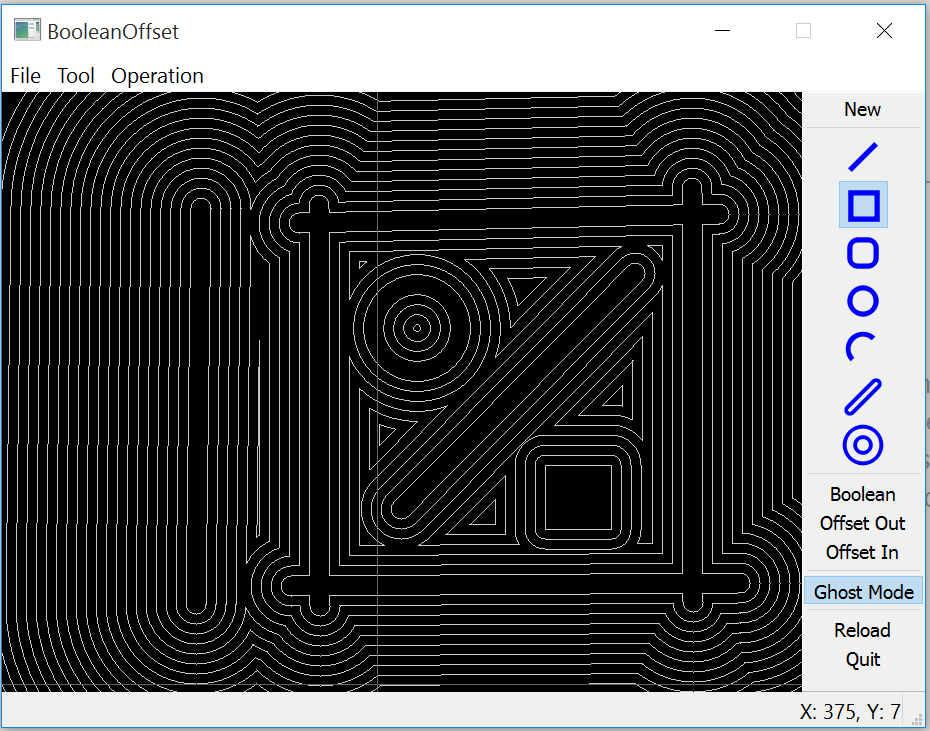 BooleanOffset
File Tool Operation
New
Boolean
Offset Out
Offset In
Ghost Mode
Reload
Quit
X: 375, Y: 7